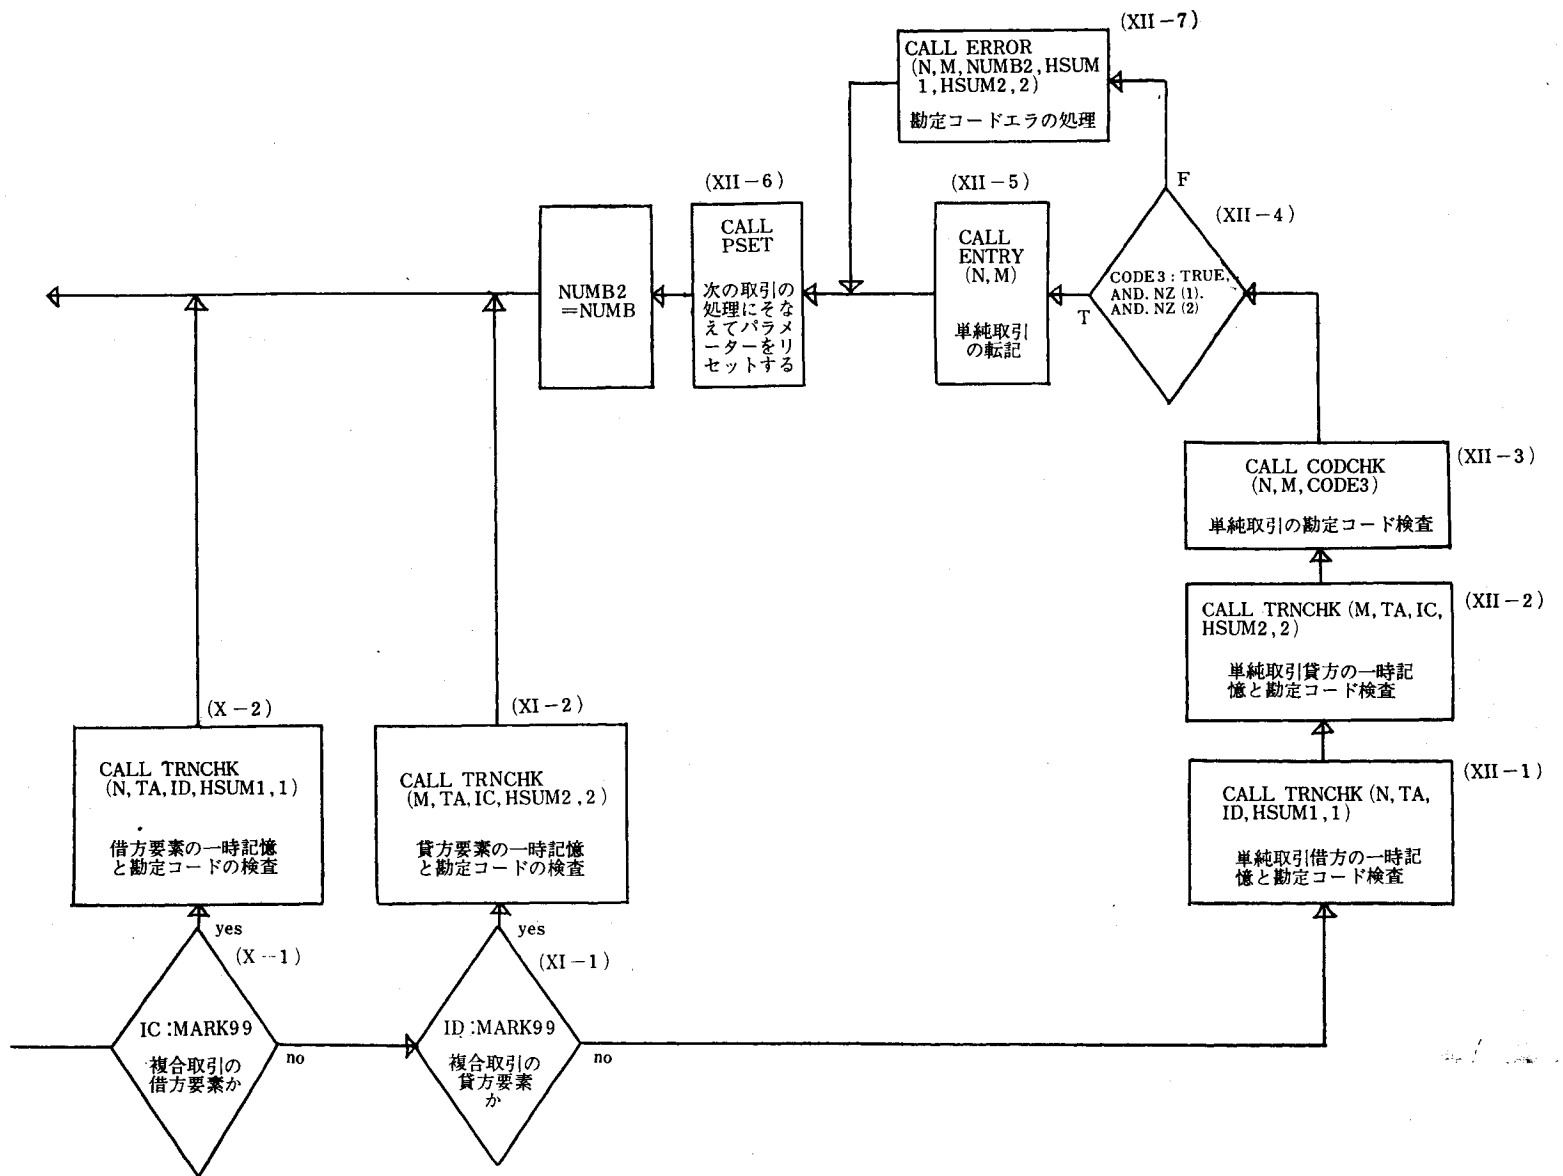 (XII-7)
CALL ERROR
(N, M, NUMB2, HSUM
1, HSUM2, 2)
勘定コードエラの処理
F
(XII-4)
CODE3 : TRUE,
AND. NZ (1).
AND. NZ (2)
T
(XII-5)
CALL
ENTRY
(N, M)
単純取引
の転記
(XII-6)
CALL
PSET
次の取引の
処理にそな
えてパラメ
ーターをリ
セットする
NUMB2
=NUMB
(XII-3)
CALL CODCHK
(N, M, CODE3)
単純取引の勘定コード検査
(XII-2)
CALL TRNCHK (M, TA, IC,
HSUM2, 2)
単純取引貸方の一時記
憶と勘定コード検査
(XII-1)
CALL TRNCHK (N, TA,
ID, HSUM1, 1)
単純取引借方の一時記
憶と勘定コード検査
(X-2)
CALL TRNCHK
(N, TA, ID, HSUM1, 1)
借方要素の一時記憶
と勘定コードの検査
(XI-2)
CALL TRNCHK
(M, TA, IC, HSUM2, 2)
貸方要素の一時記憶
と勘定コードの検査
yes
(X-1)
IC : MARK99
複合取引の
借方要素か
no
yes
(XI-1)
ID : MARK99
複合取引の
貸方要素
か
no